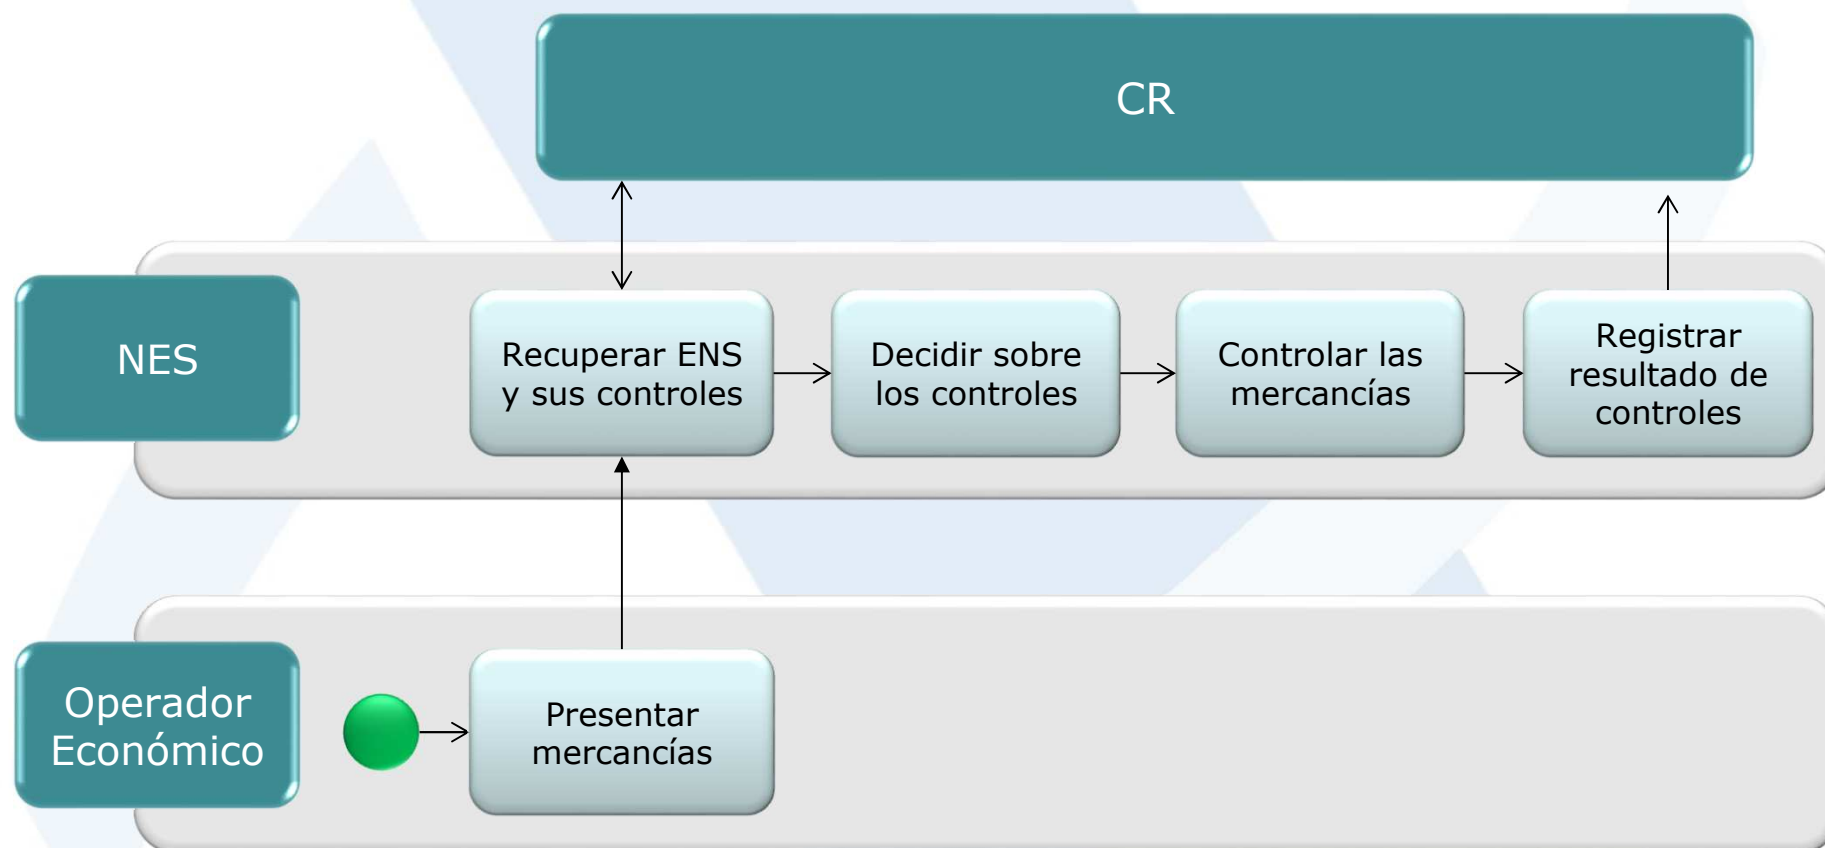 CR
NES
Recuperar ENS
y sus controles
Decidir sobre
los controles
Controlar las
mercancías
Registrar
resultado de
controles
Operador
Económico
Presentar
mercancías